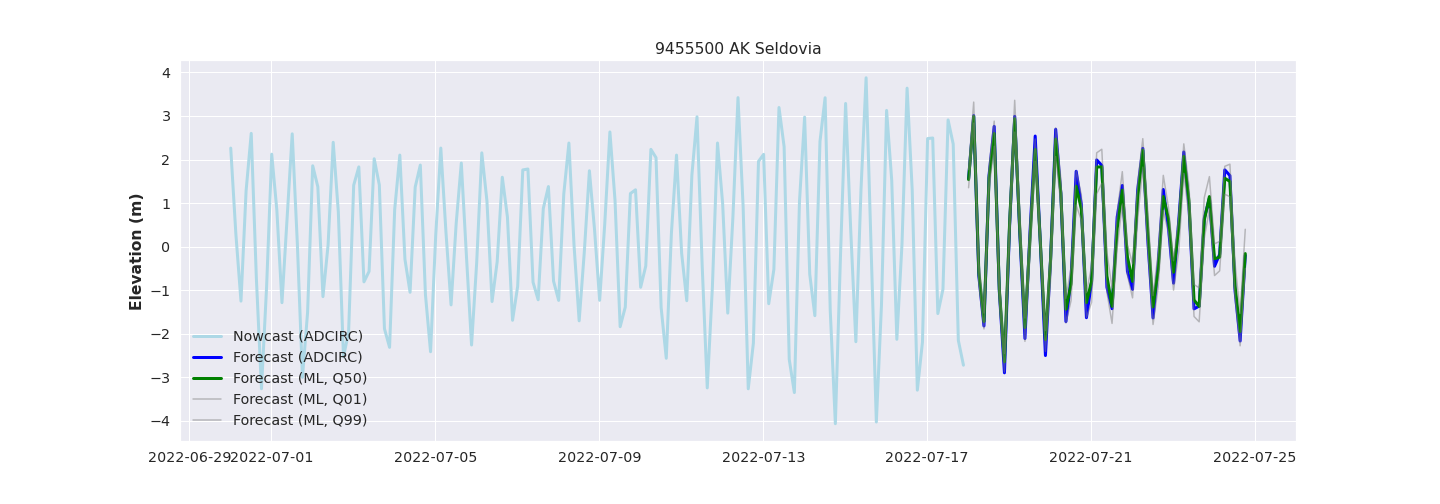 9455500 AK Seldovia
4
3
2
1
0
−1
−2
−3
−4
Elevation (m)
Nowcast (ADCIRC)
Forecast (ADCIRC)
Forecast (ML, Q50)
Forecast (ML, Q01)
Forecast (ML, Q99)
2022-06-29 2022-07-01 2022-07-05 2022-07-09 2022-07-13 2022-07-17 2022-07-21 2022-07-25